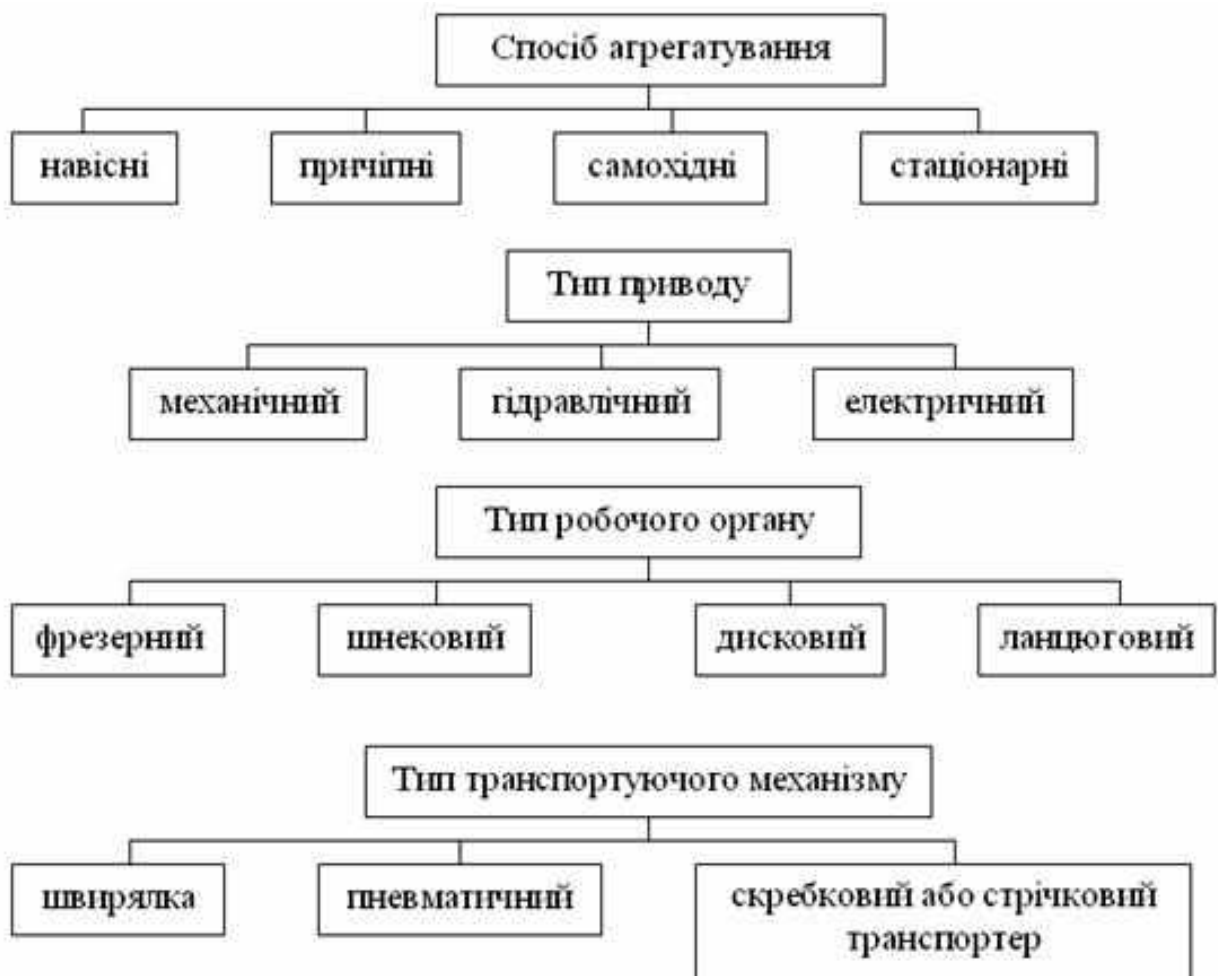 Спосіб агрегатування
навісні
причіпні
самохідні
стаціонарні
Тип приводу
механічний
гідравлічний
електричний
Тип робочого органу
фрезерний
шнековий
дисковий
ланцюговий
Тип транспортуючого механізму
швирялка
пневматичний
скребковий або стрічковий
транспортер